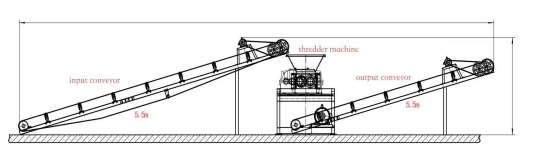 shredder machine
input conveyor
output conveyor
5.5m
5.5m